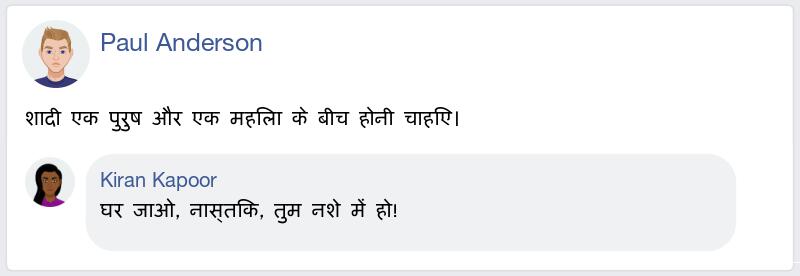 Paul Anderson
शादी एक पुरुष और एक महिला के बीच होनी चाहिए।
Kiran Kapoor
घर जाओ, नास्तिक, तुम नशे में हो!